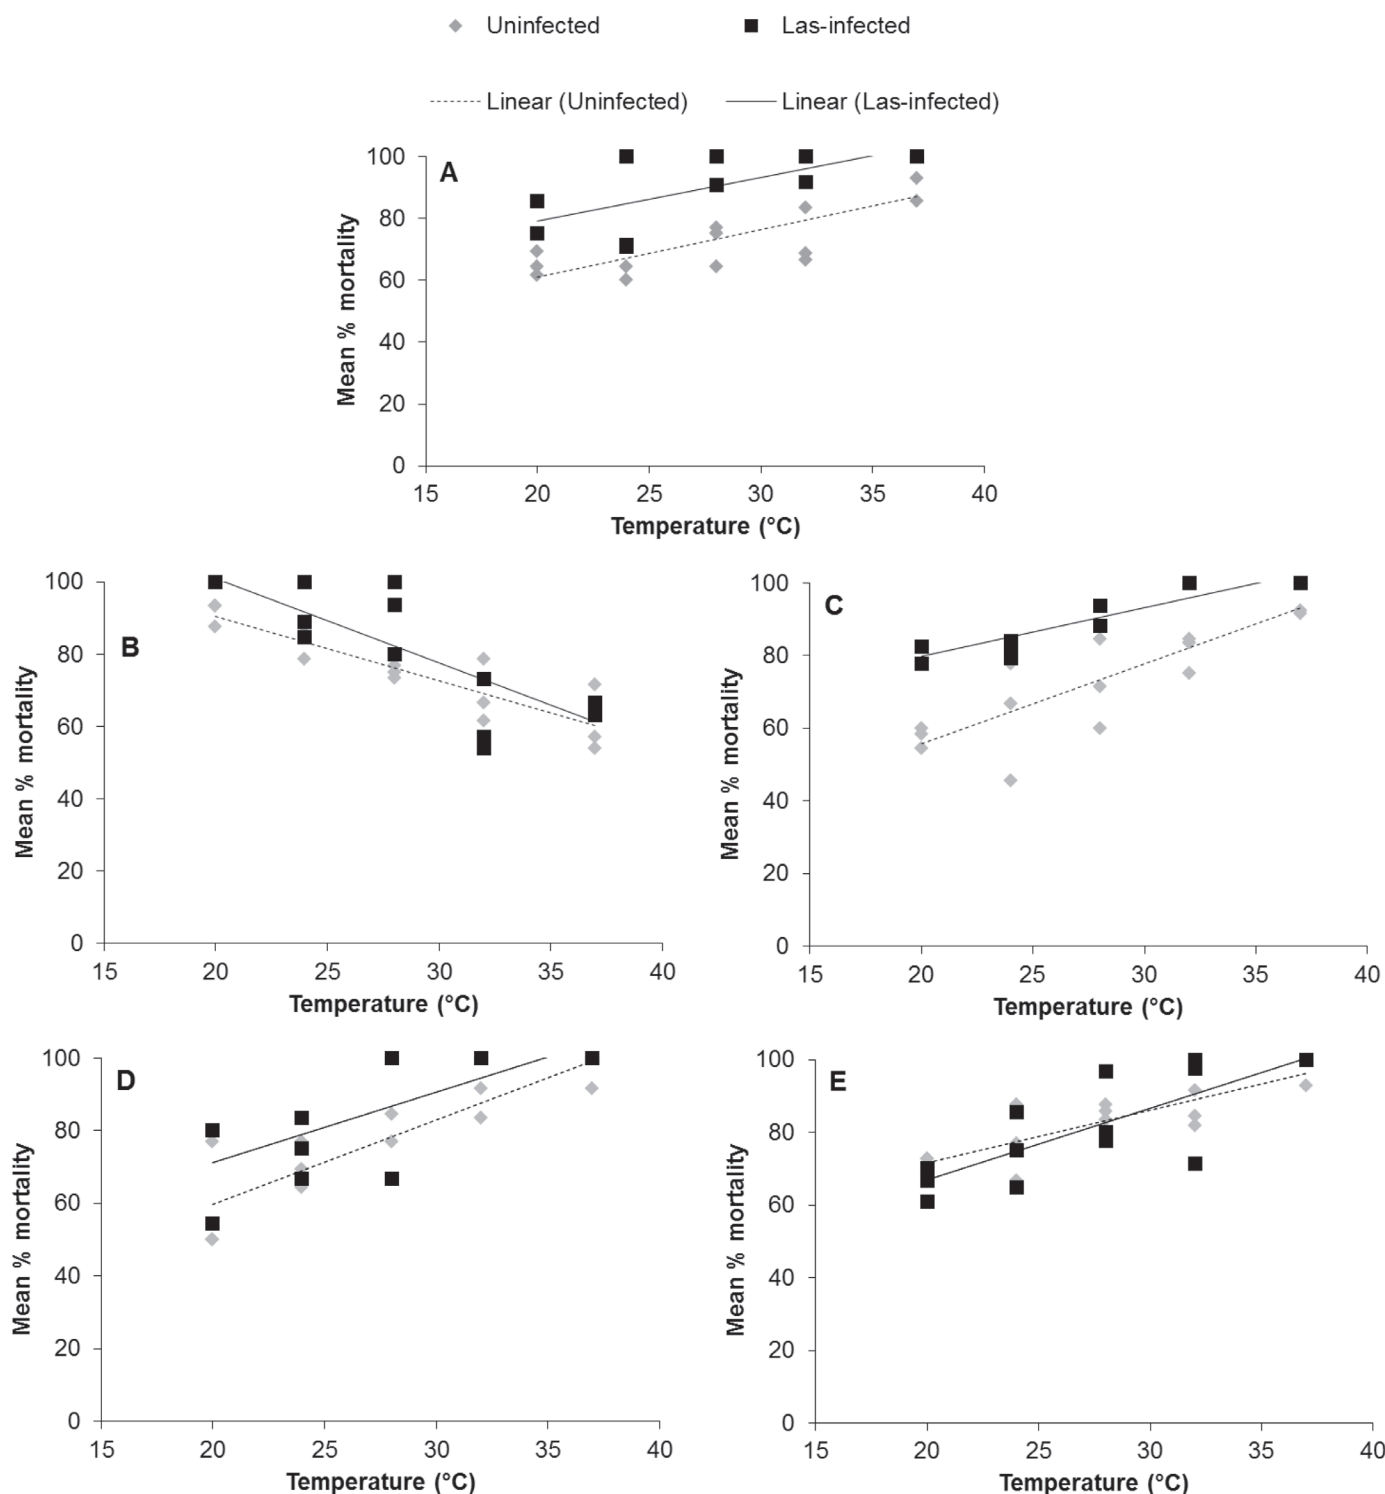 Uninfected
Las-infected
Linear (Uninfected)
Linear (Las-infected)
A
100
80
60
40
20
0
15 20 25 30 35 40
Mean % mortality
Temperature (°C)
B
100
80
60
40
20
0
15 20 25 30 35 40
Mean % mortality
Temperature (°C)
C
100
80
60
40
20
0
15 20 25 30 35 40
Mean % mortality
Temperature (°C)
D
100
80
60
40
20
0
15 20 25 30 35 40
Mean % mortality
Temperature (°C)
E
100
80
60
40
20
0
15 20 25 30 35 40
Mean % mortality
Temperature (°C)